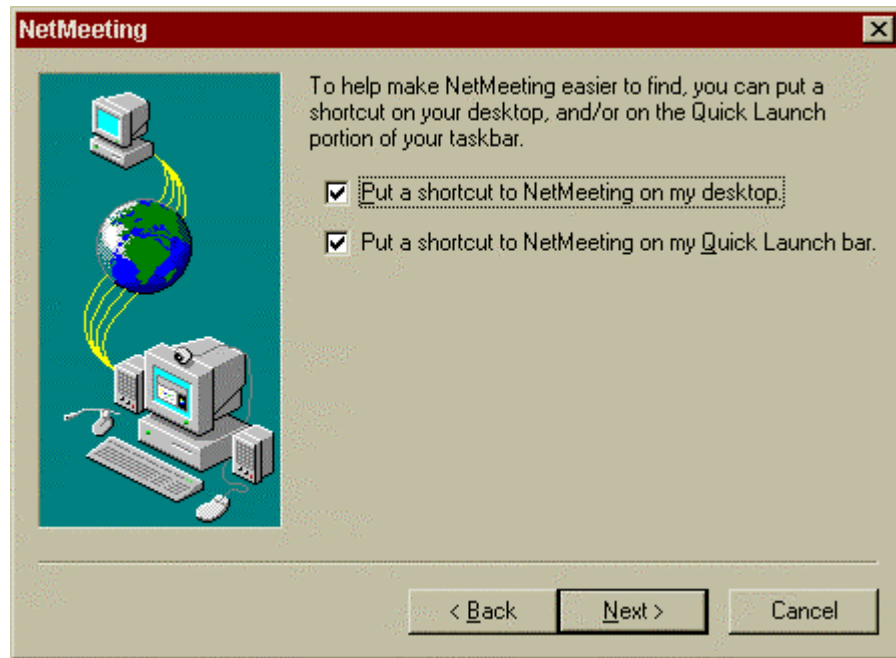 NetMeeting
To help make NetMeeting easier to find, you can put a
shortcut on your desktop, and/or on the Quick Launch
portion of your taskbar.
Put a shortcut to NetMeeting on my desktop.
Put a shortcut to NetMeeting on my Quick Launch bar.
< Back Next > Cancel